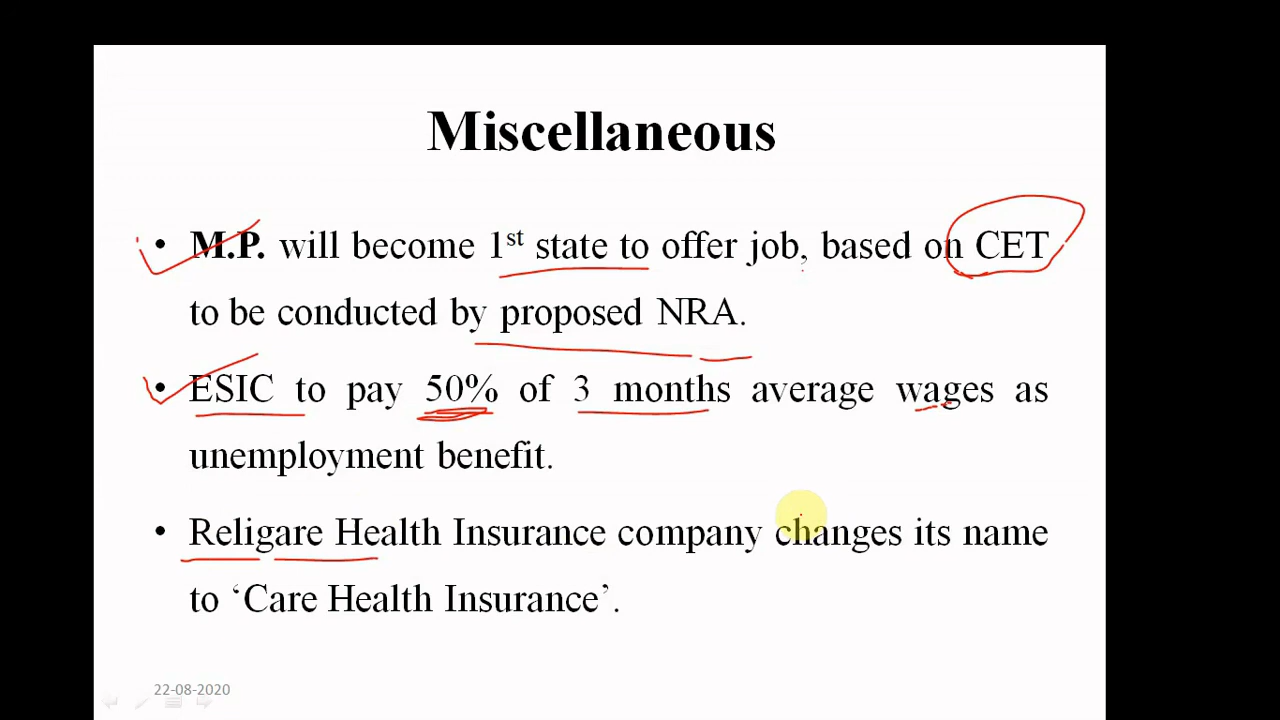 Miscellaneous
• M.P. will become 1st state to offer job, based on CET
to be conducted by proposed NRA.
• ESIC to pay 50% of 3 months average wages as
unemployment benefit.
• Religare Health Insurance company changes its name
to ‘Care Health Insurance’.
22-08-2020